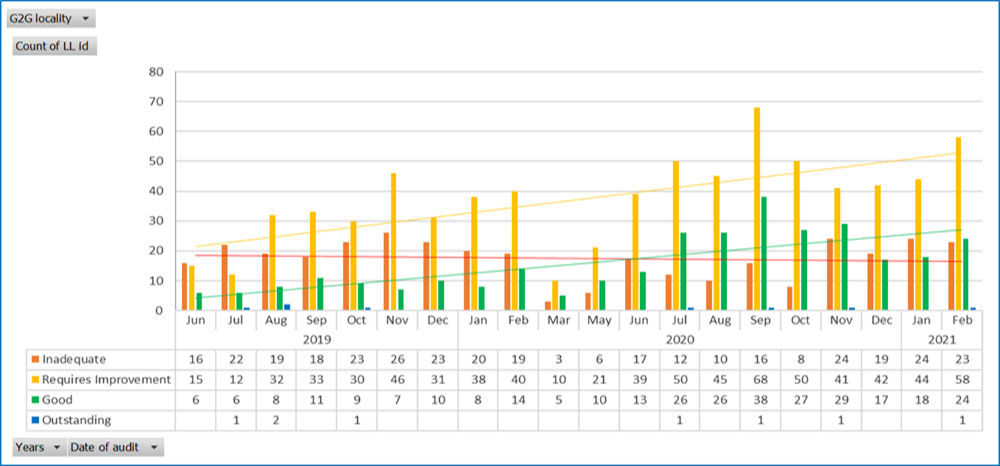 G2G locality
Count of LL id
80
70
60
50
40
30
20
10
0
Jun Jul Aug Sep Oct Nov Dec Jan Feb Mar May Jun Jul Aug Sep Oct Nov Dec Jan Feb
2019 2020 2021
Inadequate 16 22 19 18 23 26 23 20 19 3 6 17 12 10 16 8 24 19 24 23
Requires Improvement 15 12 32 33 30 46 31 38 40 10 21 39 50 45 68 50 41 42 44 58
Good 6 6 8 11 9 7 10 8 14 5 10 13 26 26 38 27 29 17 18 24
Outstanding 1 2 1 1 1 1 1
Years Date of audit